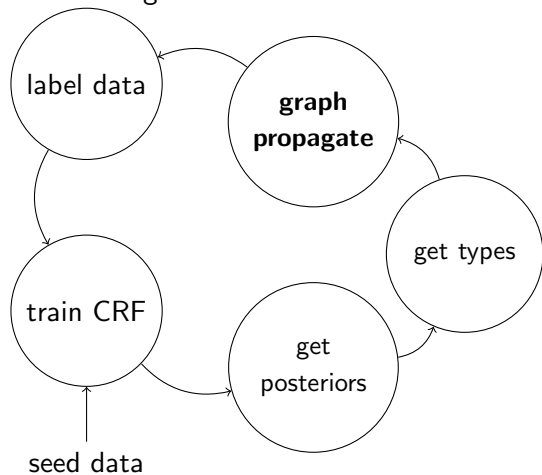 label data
graph
propagate
get types
train CRF
get
posteriors
seed data